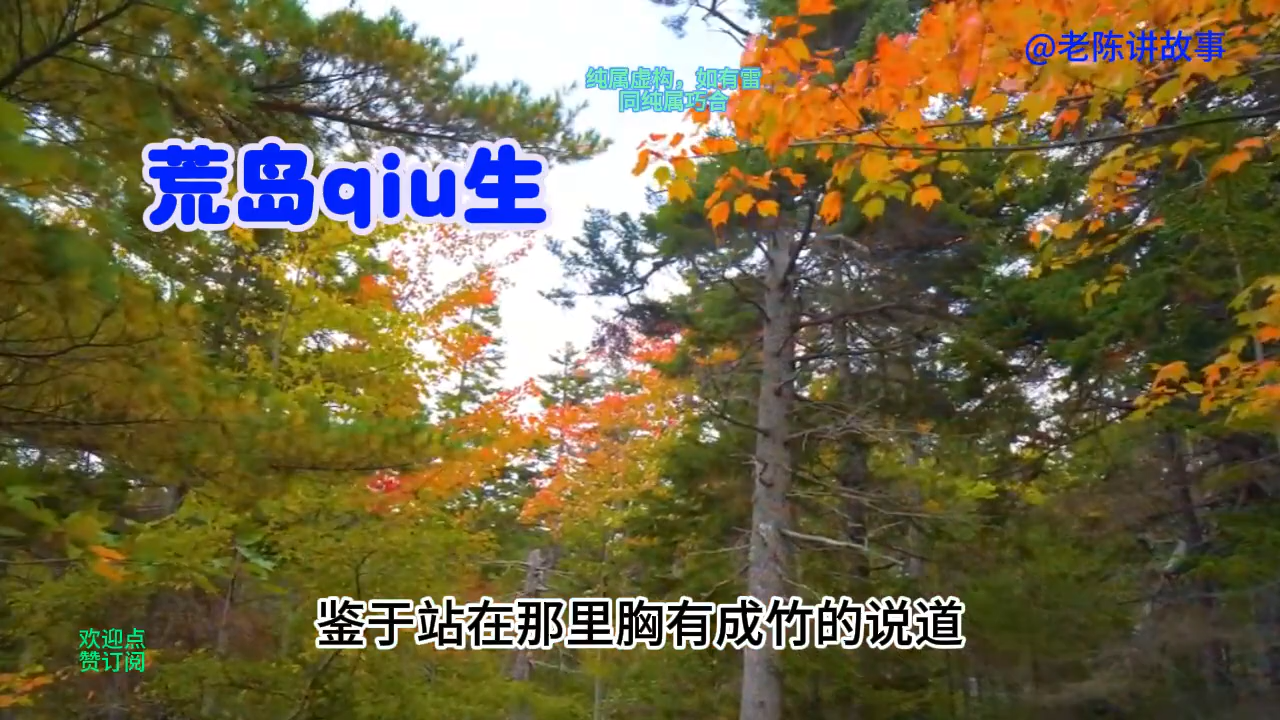 @老陈讲故事
纯属虚构，如有雷
同纯属巧合
荒岛qiu生
鉴于站在那里胸有成竹的说道
欢迎点
赞订阅